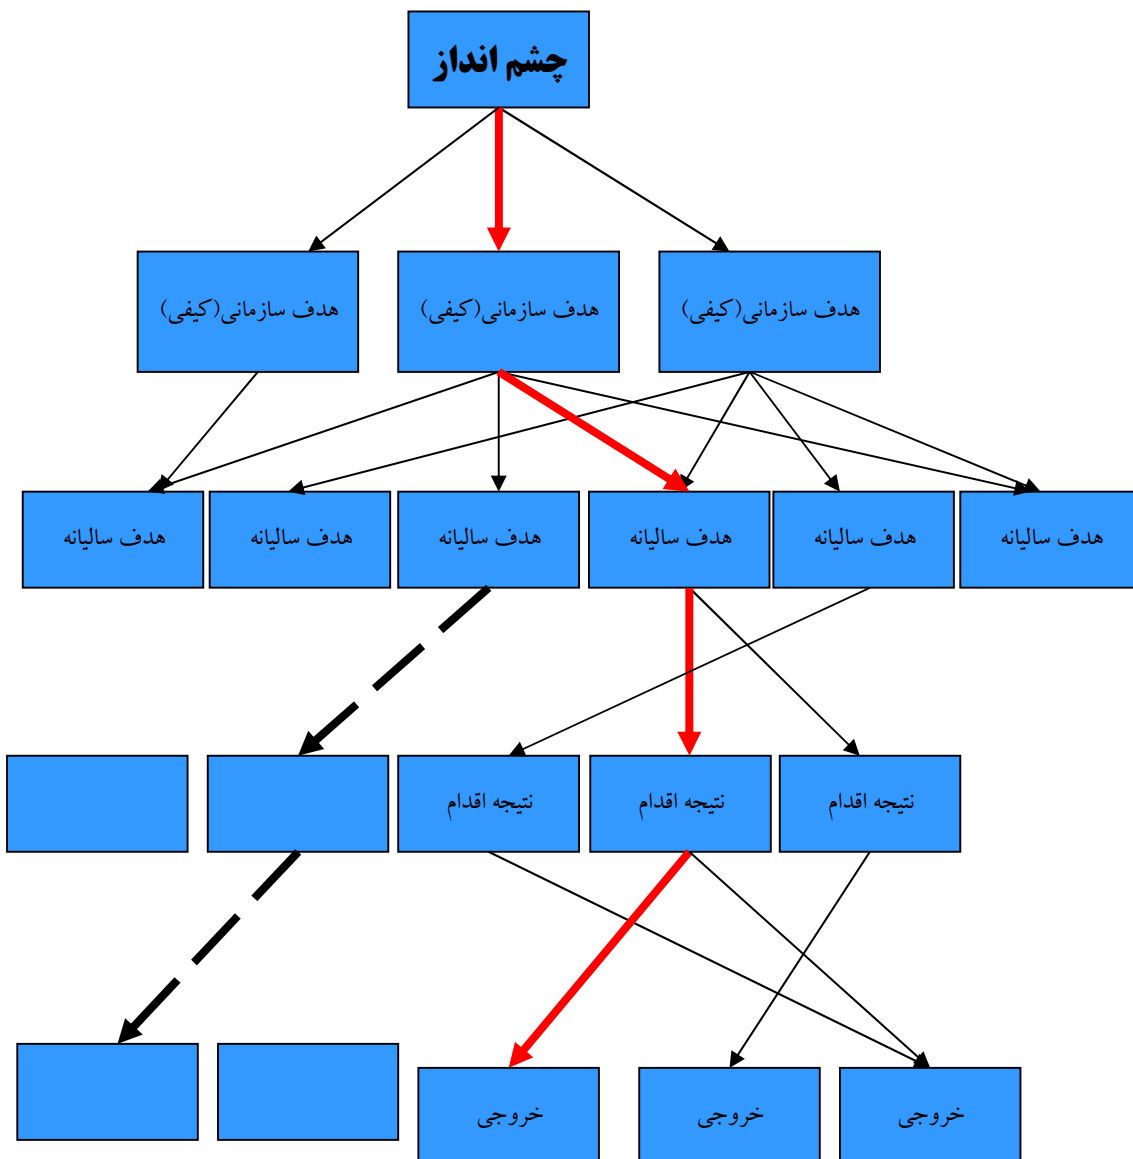 چشم انداز
هدف سازمانی(کیفی)
هدف سازمانی(کیفی)
هدف سازمانی(کیفی)
هدف سالیانه
هدف سالیانه
هدف سالیانه
هدف سالیانه
هدف سالیانه
هدف سالیانه
نتیجه اقدام
نتیجه اقدام
نتیجه اقدام
خروجی
خروجی
خروجی